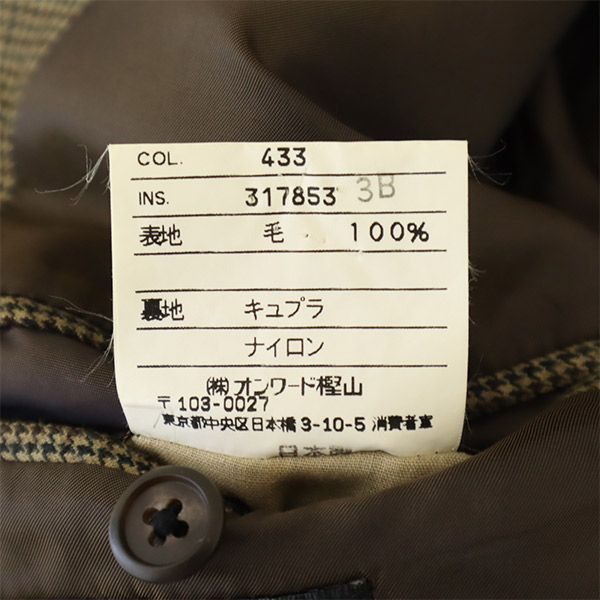 COL. 433
INS. 317853 3B
表地 毛 100%
裏地 キュプラ
ナイロン
(株)オンワード樫山
〒103-0027
東京都中央区日本橋3-10-5 消費者室
日本